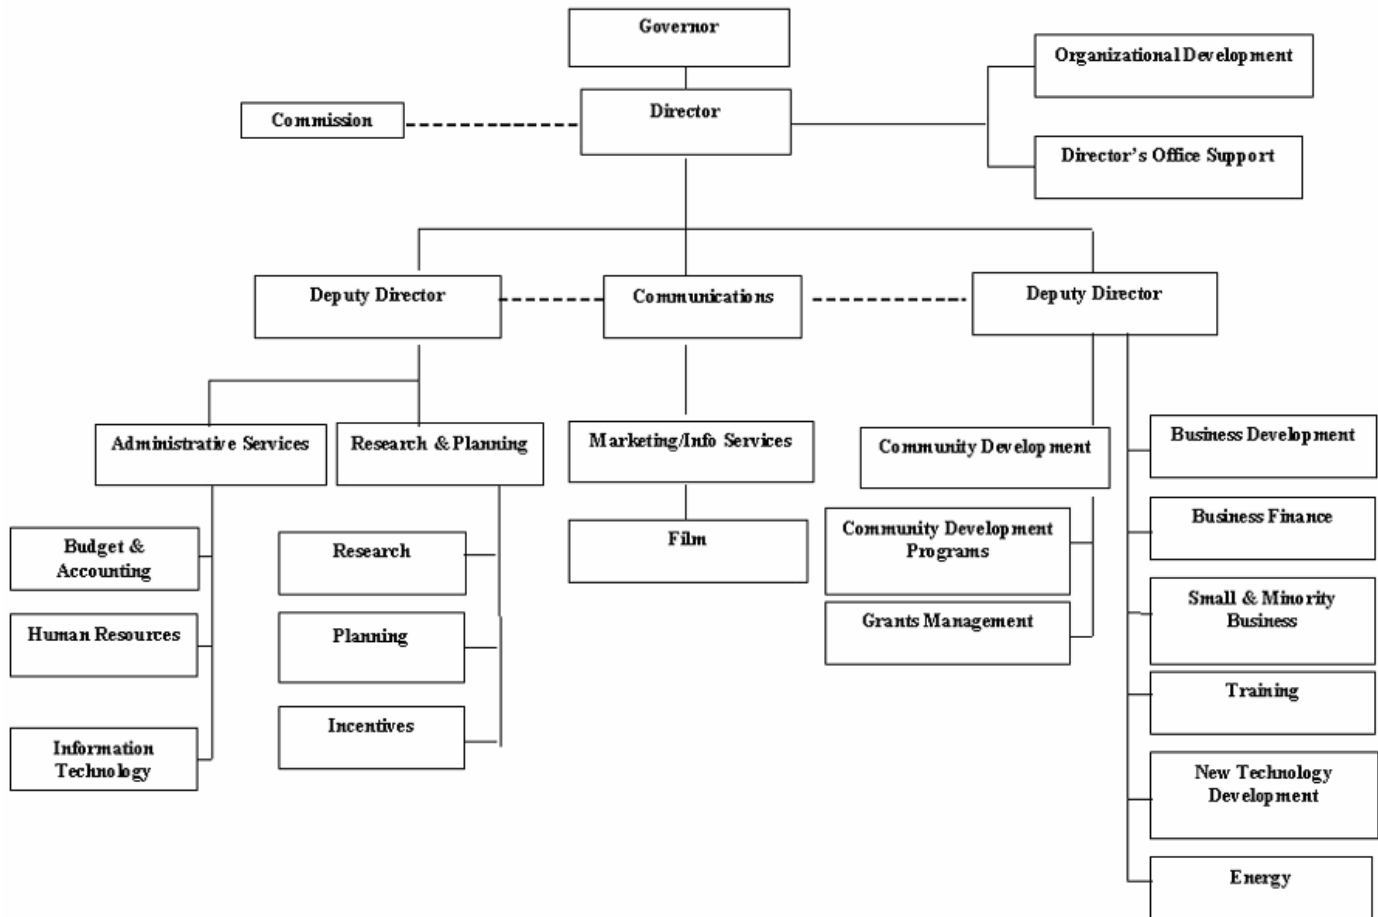 Governor
Organizational Development
Director
Commission
Director's Office Support
Deputy Director
Communications
Deputy Director
Administrative Services
Research & Planning
Marketing/Info Services
Community Development
Business Development
Budget &
Accounting
Research
Film
Community Development
Programs
Business Finance
Human Resources
Planning
Grants Management
Small & Minority
Business
Information
Technology
Incentives
Training
New Technology
Development
Energy